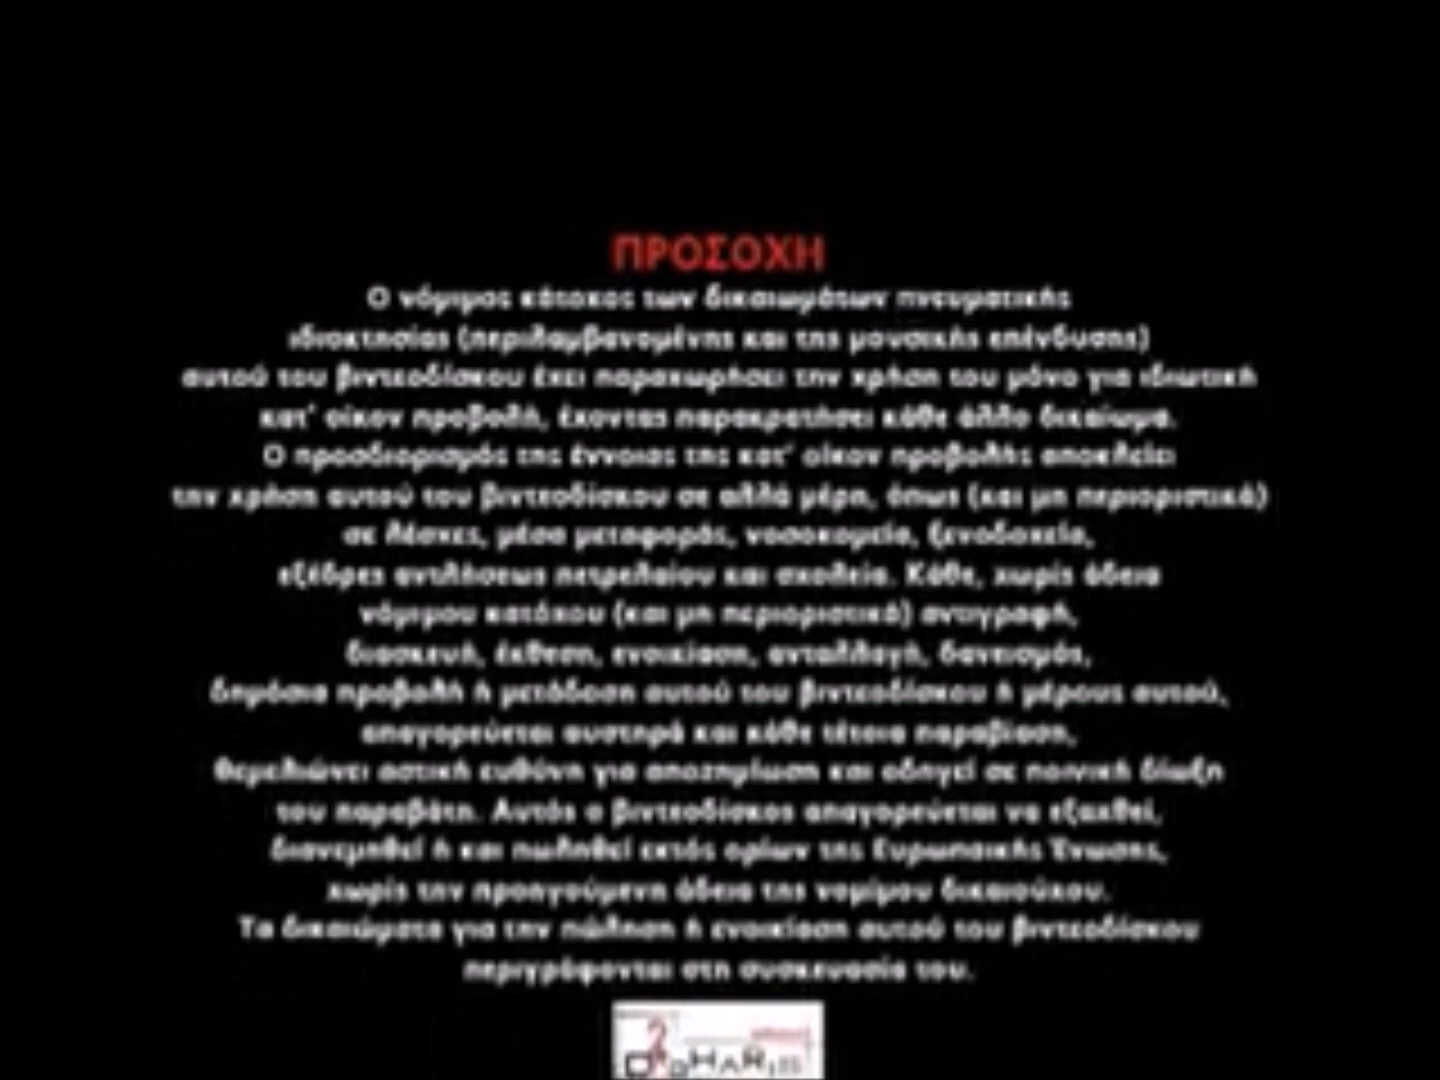 ΠΡΟΣΟΧΗ
Ο νόμιμος κάτοχος των δικαιωμάτων πνευματικής
ιδιοκτησίας (περιλαμβανομένης και της μουσικής επένδυσης)
αυτού του βιντεοδίσκου έχει παραχωρήσει την χρήση του μόνο για ιδιωτική
κατ' οίκον προβολή, έχοντας παρακρατήσει κάθε άλλο δικαίωμα.
Ο προσδιορισμός της έννοιας της κατ' οίκον προβολής αποκλείει
την χρήση αυτού του βιντεοδίσκου σε αλλά μέρη, όπως (και μη περιοριστικά)
σε λέσχες, μέσα μεταφοράς, νοσοκομεία, ξενοδοχεία,
εξέδρες αντλήσεως πετρελαίου και σχολεία. Κάθε, χωρίς άδεια
νόμιμου κατόχου (και μη περιοριστικά) αντιγραφή,
διασκευή, έκθεση, ενοικίαση, ανταλλαγή, δανεισμός,
δημόσια προβολή ή μετάδοση αυτού του βιντεοδίσκου ή μέρους αυτού,
απαγορεύεται αυστηρά και κάθε τέτοια παραβίαση,
θεμελιώνει αστική ευθύνη για αποζημίωση και οδηγεί σε ποινική δίωξη
του παραβάτη. Αυτός ο βιντεοδίσκος απαγορεύεται να εξαχθεί,
διανεμηθεί ή και πωληθεί εκτός ορίων της Ευρωπαικής Ένωσης,
χωρίς την προηγούμενη άδεια της νομίμου δικαιούχου.
Τα δικαιώματα για την πώληση ή ενοικίαση αυτού του βιντεοδίσκου
περιγράφονται στη συσκευασία του.